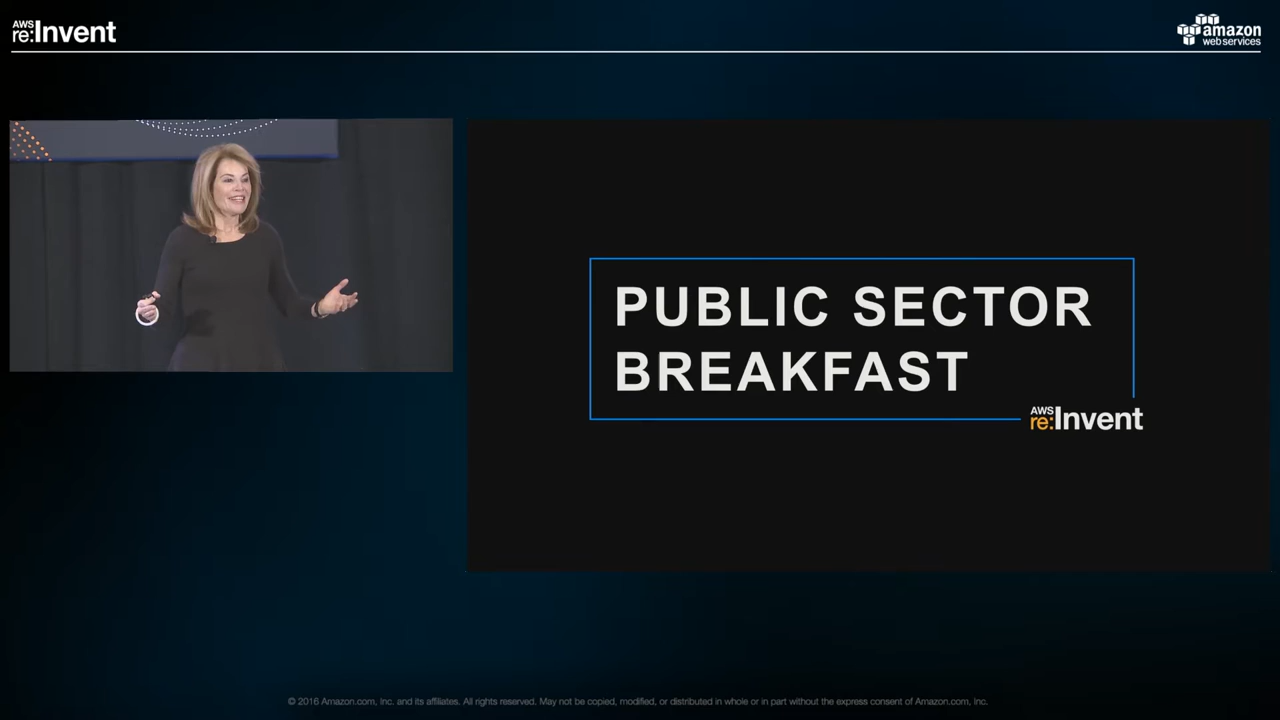 AWS
re:Invent
amazon
webservices
PUBLIC SECTOR
BREAKFAST
AWS
re:Invent
© 2016 Amazon.com, Inc. and its affiliates. All rights reserved. May not be copied, modified, or distributed in whole or in part without the express consent of Amazon.com, Inc.